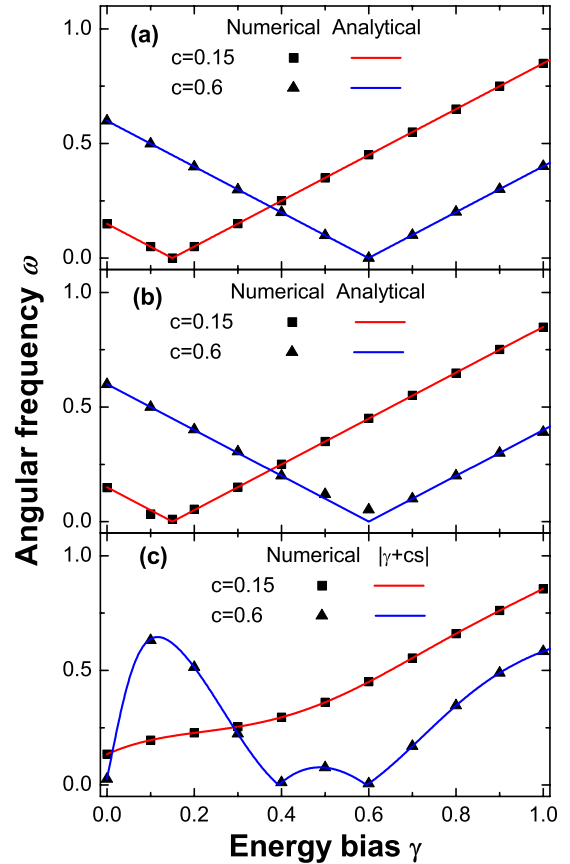 (a)
Numerical Analytical
c=0.15
c=0.6
1.0
0.5
0.0
(b)
Numerical Analytical
c=0.15
c=0.6
1.0
0.5
0.0
(c)
Numerical |γ+cs|
c=0.15
c=0.6
1.0
0.5
0.0
0.0 0.2 0.4 0.6 0.8 1.0
Angular frequency ω
Energy bias γ